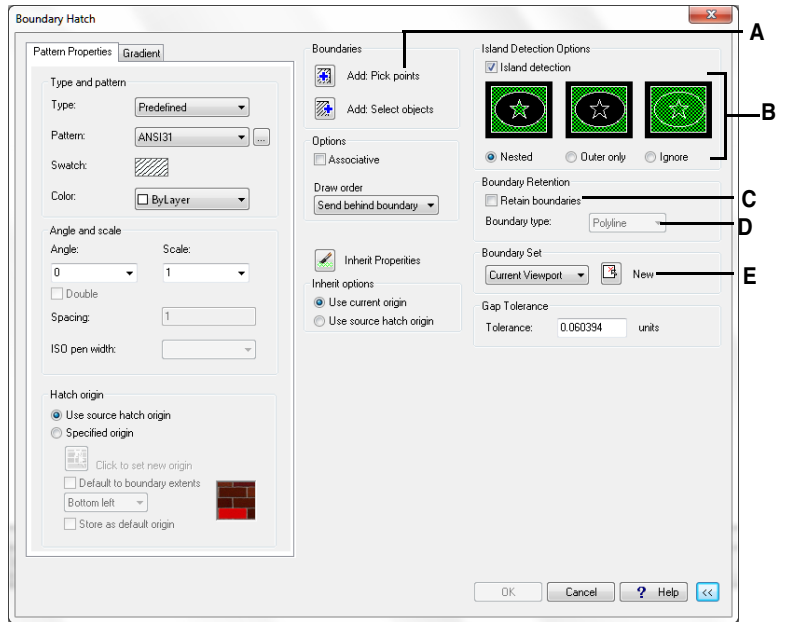 Boundary Hatch
x
A
Pattern Properties
Gradient
Type and pattern
Type:
Predefined
Pattern:
ANSI31
...
Swatch:
Color:
ByLayer
Angle and scale
Angle:
Scale:
0
1
Double
Spacing:
1
ISO pen width:
Hatch origin
Use source hatch origin
Specified origin
Click to set new origin
Default to boundary extents
Bottom left
Store as default origin
Boundaries
Add: Pick points
Add: Select objects
Options
Associative
Draw order
Send behind boundary
Inherit Properities
Inherit options
Use current origin
Use source hatch origin
Island Detection Options
Island detection
B
Nested
Outer only
Ignore
Boundary Retention
Retain boundaries
C
Boundary type:
Polyline
D
Boundary Set
Current Viewport
New
E
Gap Tolerance
Tolerance:
0.060394
units
OK
Cancel
? Help
<<